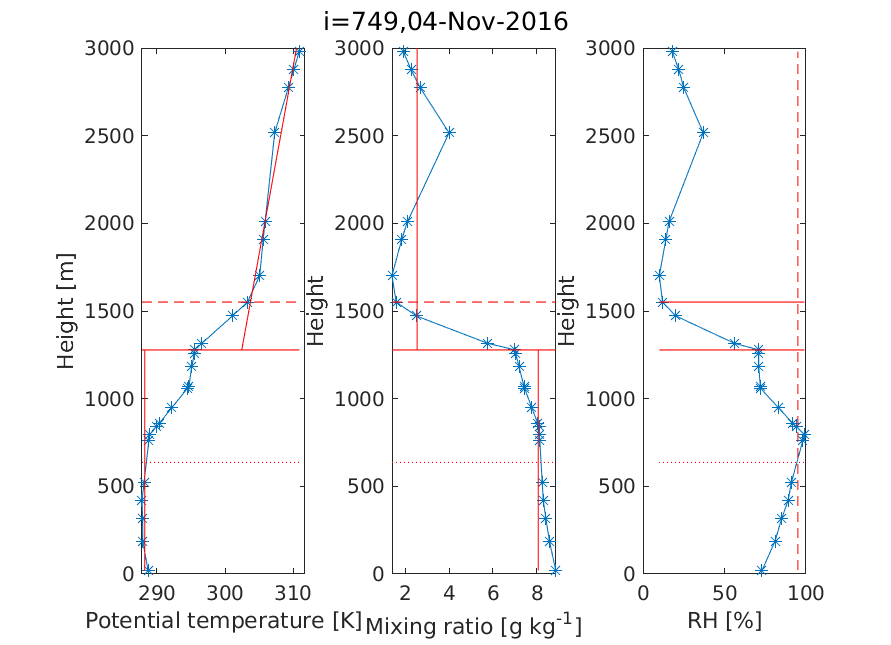 i=749,04-Nov-2016
3000 3000 3000
2500 2500 2500
2000 2000 2000
1500 1500 1500
1000 1000 1000
500 500 500
0 0 0
Height [m]
Height
Height
290 300 310
2 4 6 8
0 50 100
Potential temperature [K]
Mixing ratio [g kg⁻¹]
RH [%]